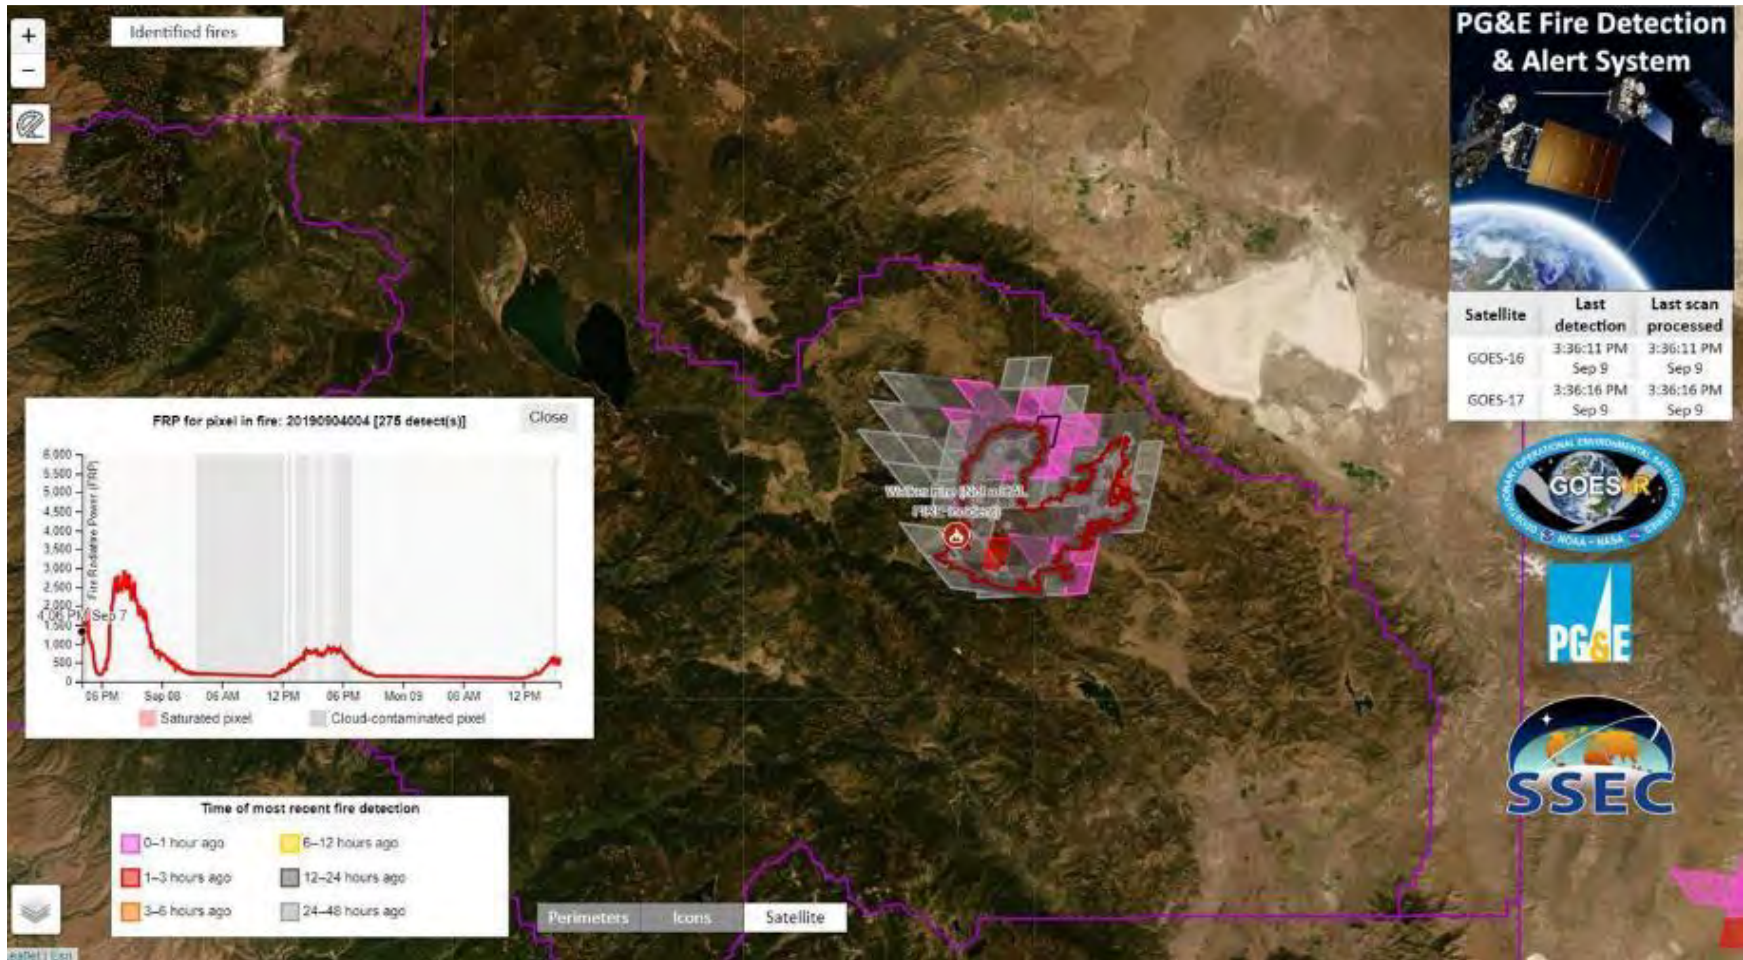 +
−
Identified fires
PG&E Fire Detection
& Alert System
Satellite
Last
detection
Last scan
processed
GOES-16
3:36:11 PM
Sep 9
3:36:11 PM
Sep 9
GOES-17
3:36:16 PM
Sep 9
3:36:16 PM
Sep 9
FRP for pixel in fire: 20190904004 [275 detect(s)]
Close
6,000
5,500
5,000
4,500
4,000
3,500
3,000
2,500
2,000
1,500
1,000
500
0
Fire Radiative Power (FRP)
4:06 PM Sep 7
06 PM
Sep 08
06 AM
12 PM
06 PM
Mon 09
06 AM
12 PM
Saturated pixel
Cloud-contaminated pixel
GOES R
NOAA - NASA
PG&E
SSEC
Time of most recent fire detection
0–1 hour ago
6–12 hours ago
1–3 hours ago
12–24 hours ago
3–6 hours ago
24–48 hours ago
Perimeters
Icons
Satellite